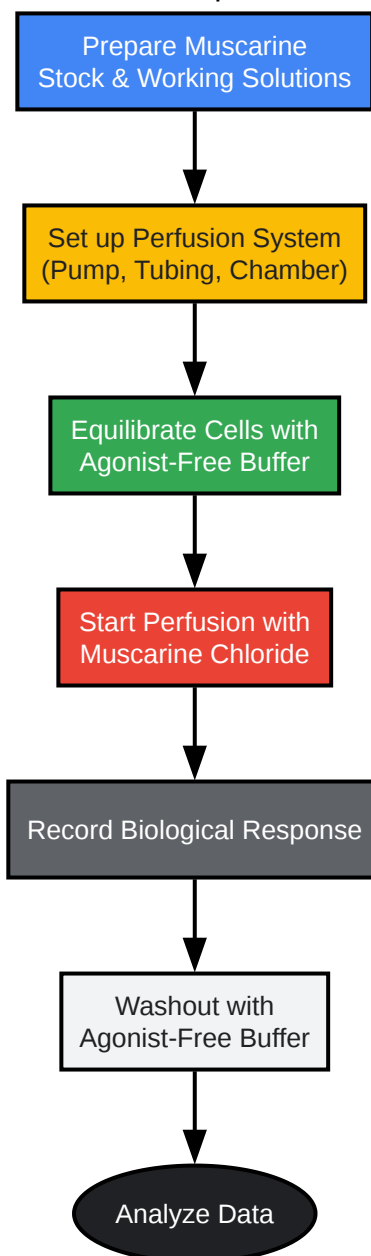 Prepare Muscarine
Stock & Working Solutions
Set up Perfusion System
(Pump, Tubing, Chamber)
Equilibrate Cells with
Agonist-Free Buffer
Start Perfusion with
Muscarine Chloride
Record Biological Response
Washout with
Agonist-Free Buffer
Analyze Data